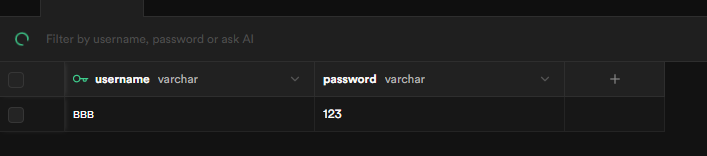 Filter by username, password or ask AI
username varchar password varchar +
BBB 123